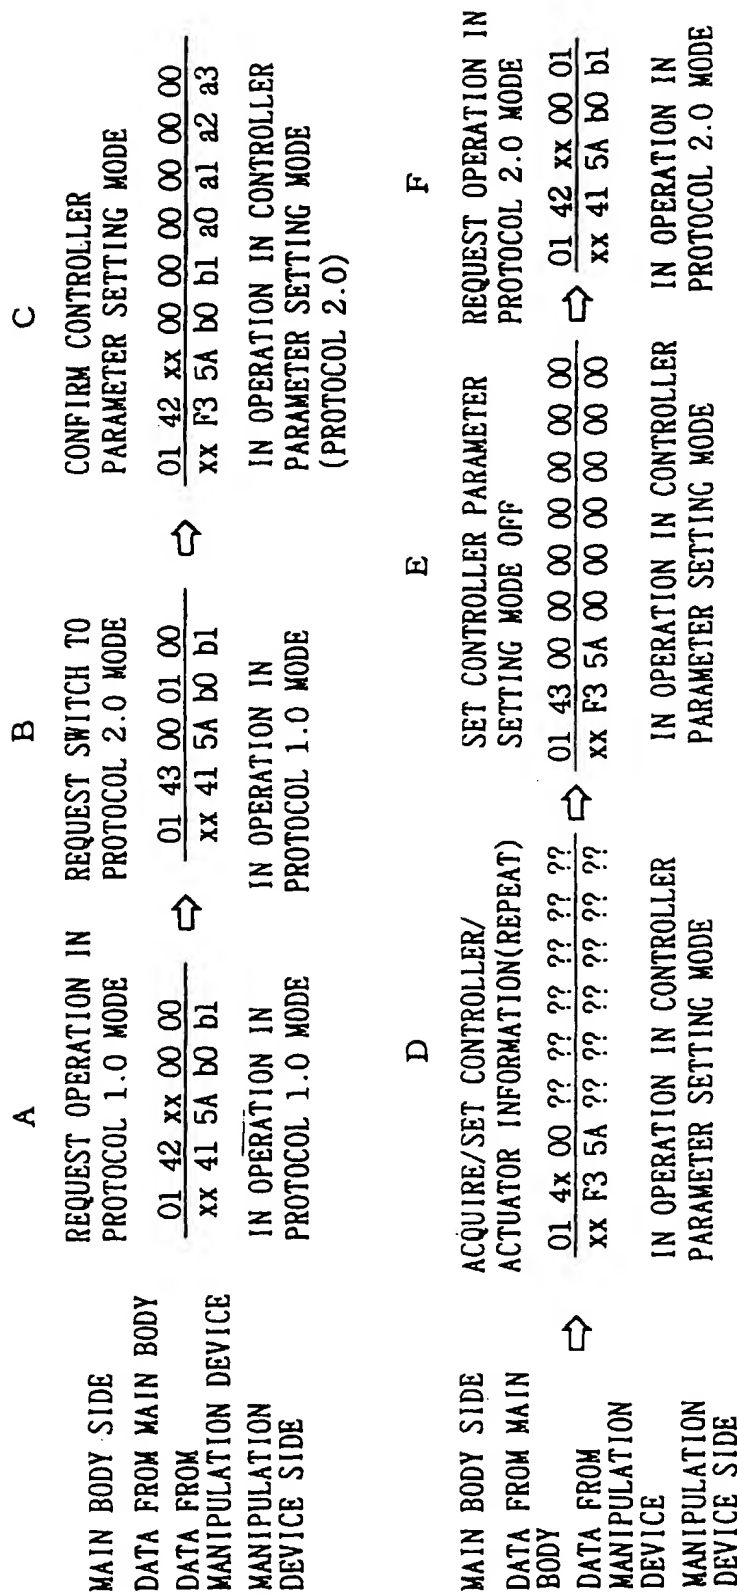 A
B
C
MAIN BODY SIDE
REQUEST OPERATION IN
PROTOCOL 1.0 MODE
REQUEST SWITCH TO
PROTOCOL 2.0 MODE
CONFIRM CONTROLLER
PARAMETER SETTING MODE
DATA FROM MAIN BODY
01 42 xx 00 00
01 43 00 01 00
01 42 xx 00 00 00 00 00 00
DATA FROM
MANIPULATION DEVICE
xx 41 5A b0 b1
xx 41 5A b0 b1
xx F3 5A b0 b1 a0 a1 a2 a3
MANIPULATION
DEVICE SIDE
IN OPERATION IN
PROTOCOL 1.0 MODE
IN OPERATION IN
PROTOCOL 1.0 MODE
IN OPERATION IN CONTROLLER
PARAMETER SETTING MODE
(PROTOCOL 2.0)
D
E
F
MAIN BODY SIDE
ACQUIRE/SET CONTROLLER/
ACTUATOR INFORMATION(REPEAT)
SET CONTROLLER PARAMETER
SETTING MODE OFF
REQUEST OPERATION IN
PROTOCOL 2.0 MODE
DATA FROM MAIN
BODY
01 4x 00 ?? ?? ?? ?? ?? ??
01 43 00 00 00 00 00 00 00
01 42 xx 00 01
DATA FROM
MANIPULATION
DEVICE
xx F3 5A ?? ?? ?? ?? ?? ??
xx F3 5A 00 00 00 00 00 00
xx 41 5A b0 b1
MANIPULATION
DEVICE SIDE
IN OPERATION IN CONTROLLER
PARAMETER SETTING MODE
IN OPERATION IN CONTROLLER
PARAMETER SETTING MODE
IN OPERATION IN
PROTOCOL 2.0 MODE